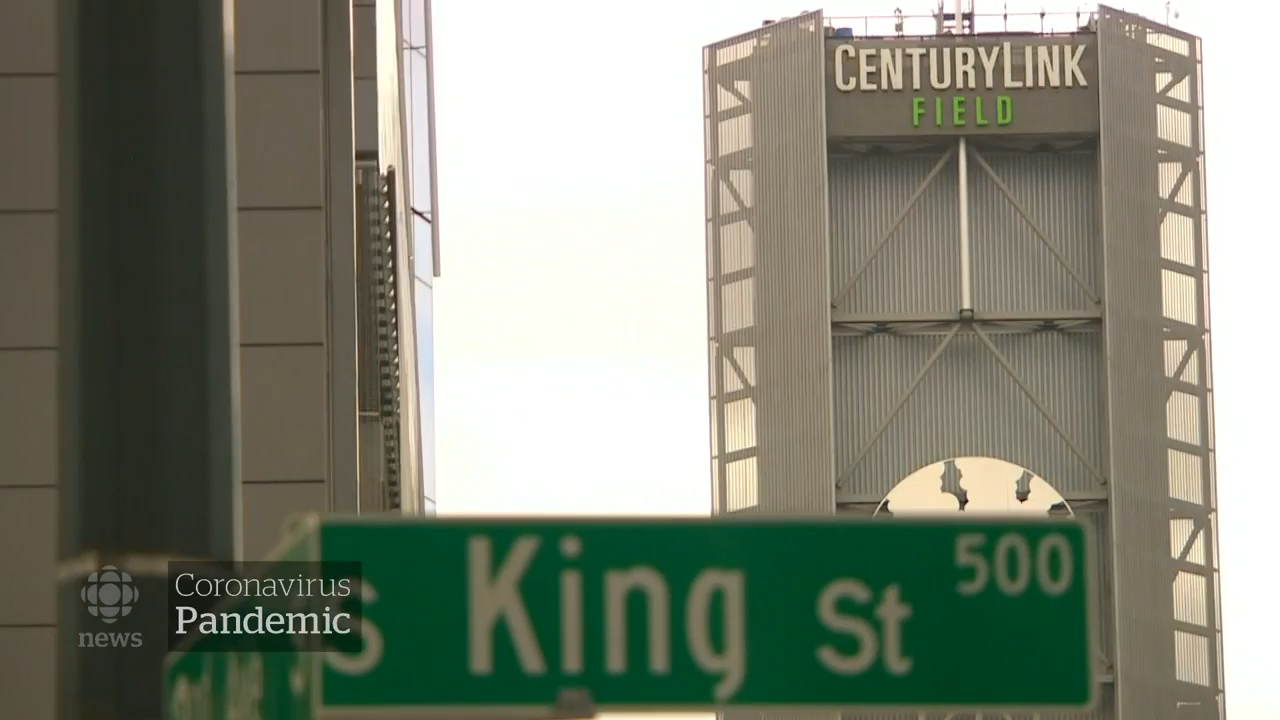 CENTURYLINK
FIELD
500
S King St
Coronavirus
Pandemic
news